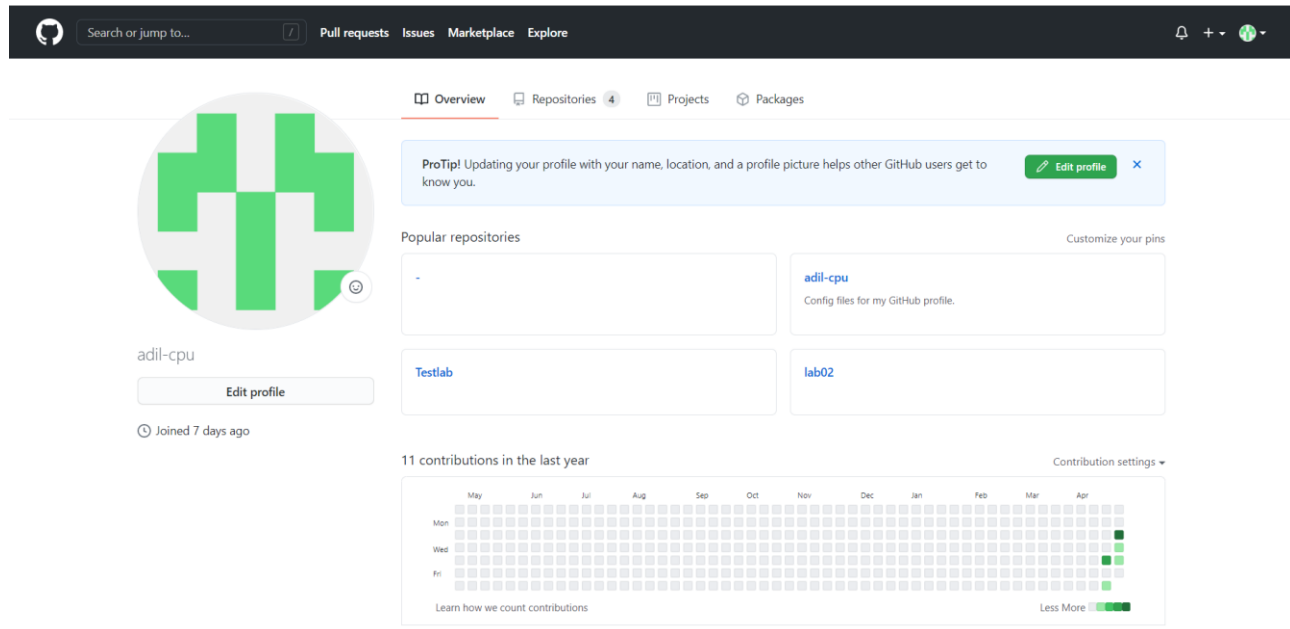 Search or jump to... / Pull requests Issues Marketplace Explore
Overview Repositories 4 Projects Packages
ProTip! Updating your profile with your name, location, and a profile picture helps other GitHub users get to
know you.
Edit profile
Popular repositories Customize your pins
-
adil-cpu
Config files for my GitHub profile.
adil-cpu
Edit profile
Joined 7 days ago
Testlab
lab02
11 contributions in the last year Contribution settings
May Jun Jul Aug Sep Oct Nov Dec Jan Feb Mar Apr
Mon
Wed
Fri
Learn how we count contributions Less More